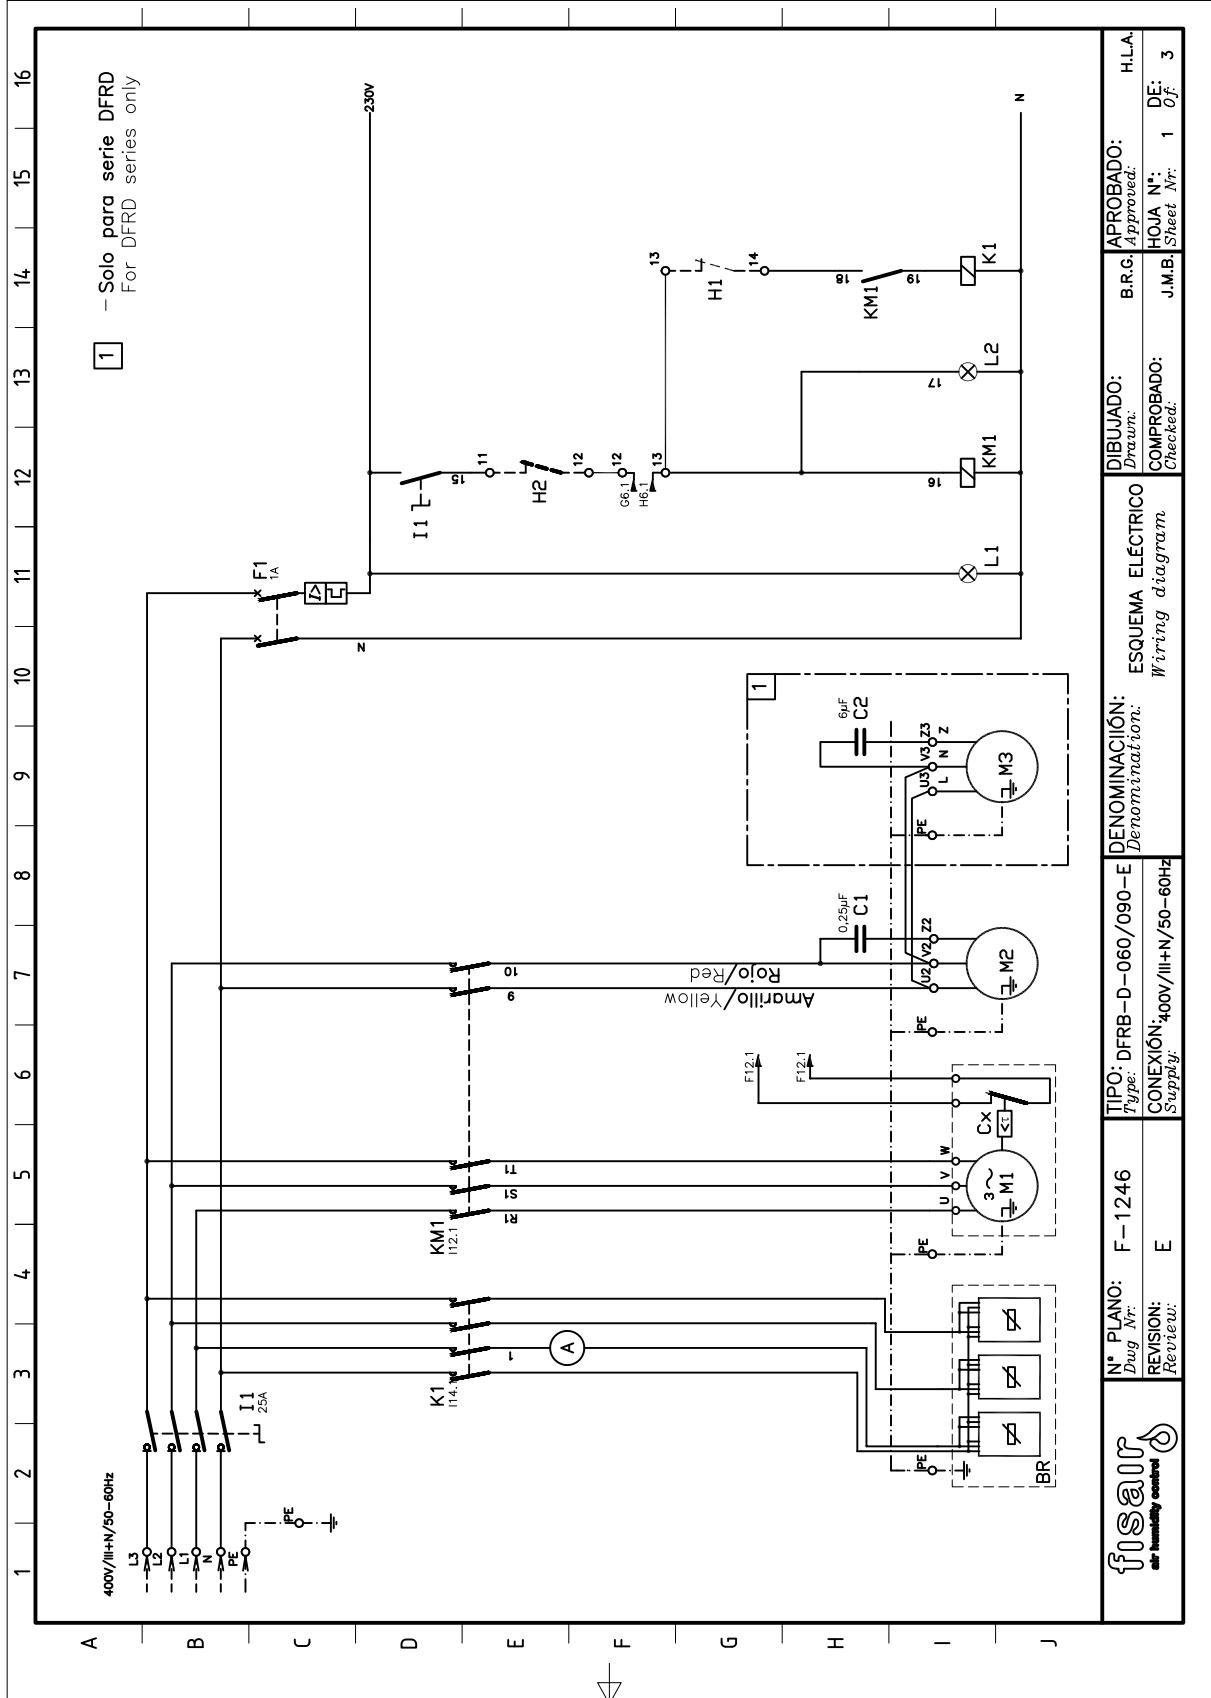 1 2 3 4 5 6 7 8 9 10 11 12 13 14 15 16
A
B
C
D
E
F
G
H
I
J
1
– Solo para serie DFRD
For DFRD series only
400V/III+N/50-60Hz
L3
L2
L1
N
PE
PE
I1
25A
K1
I14.1
1
A
KM1
I12.1
R1
S1
T1
9
10
Amarillo/Yellow
Rojo/Red
F12.1
F12.1
F1
1A
I>
N
230V
N
I1
15
11
H2
12
12
G6.1
H6.1
13
13
H1
14
18
KM1
19
K1
16
KM1
17
L2
L1
PE
BR
PE
U
V
W
3~
M1
Cx
<τ
PE
U2
V2
Z2
0,25µF
C1
M2
1
PE
U3
V3
Z3
L
N
Z
6µF
C2
M3
fisair
air humidity control
Nº PLANO:
Dwg Nr:
F-1246
REVISION:
Review:
E
TIPO:
Type:
DFRB-D-060/090-E
CONEXIÓN:
Supply:
400V/III+N/50-60Hz
DENOMINACIIÓN:
Denomination:
ESQUEMA ELÉCTRICO
Wiring diagram
DIBUJADO:
Drawn:
B.R.G.
COMPROBADO:
Checked:
J.M.B.
APROBADO:
Approved:
H.L.A.
HOJA Nº:
Sheet Nr:
1
DE:
Of:
3